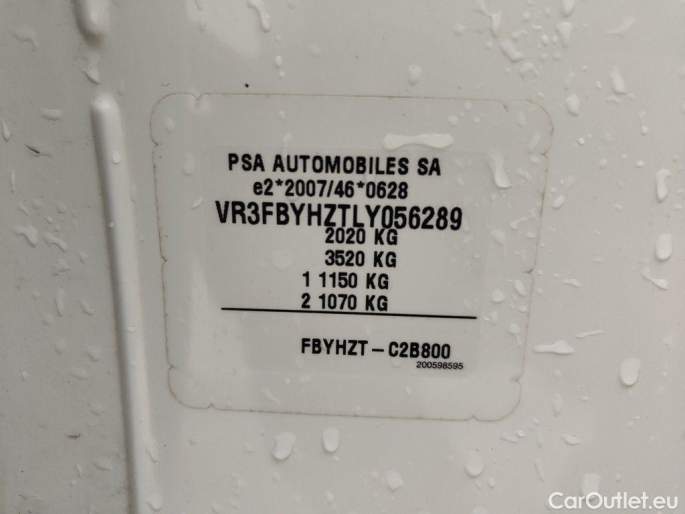 PSA AUTOMOBILES SA
e2*2007/46*0628
VR3FBYHZTLY056289
2020 KG
3520 KG
1 1150 KG
2 1070 KG
FBYHZT - C2B800
200598595
CarOutlet.eu